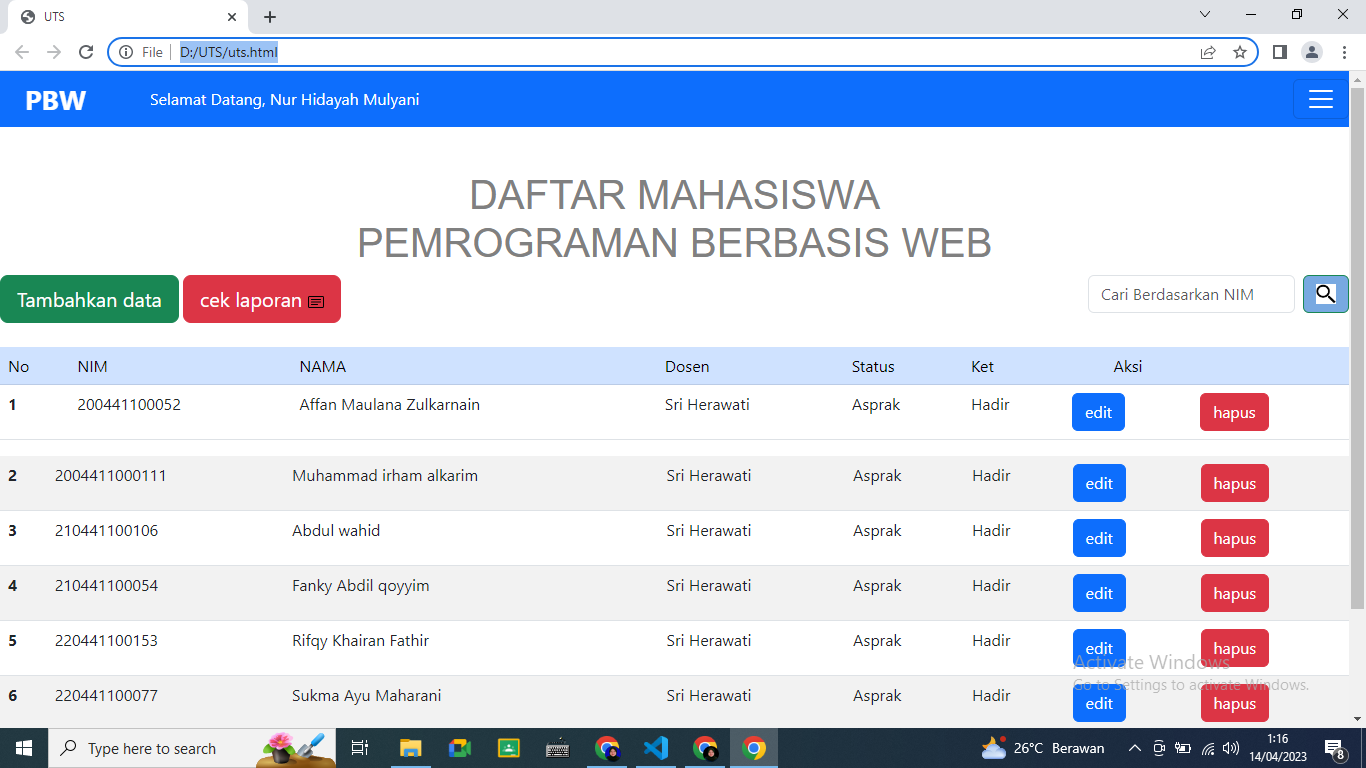 UTS
File D:/UTS/uts.html
PBW Selamat Datang, Nur Hidayah Mulyani
DAFTAR MAHASISWA
PEMROGRAMAN BERBASIS WEB
Tambahkan data cek laporan Cari Berdasarkan NIM
No NIM NAMA Dosen Status Ket Aksi
1 200441100052 Affan Maulana Zulkarnain Sri Herawati Asprak Hadir edit hapus
2 2004411000111 Muhammad irham alkarim Sri Herawati Asprak Hadir edit hapus
3 210441100106 Abdul wahid Sri Herawati Asprak Hadir edit hapus
4 210441100054 Fanky Abdil qoyyim Sri Herawati Asprak Hadir edit hapus
5 220441100153 Rifqy Khairan Fathir Sri Herawati Asprak Hadir edit hapus
Activate Windows
Go to Settings to activate Windows.
6 220441100077 Sukma Ayu Maharani Sri Herawati Asprak Hadir edit hapus
Type here to search 26°C Berawan 1:16
14/04/2023 8